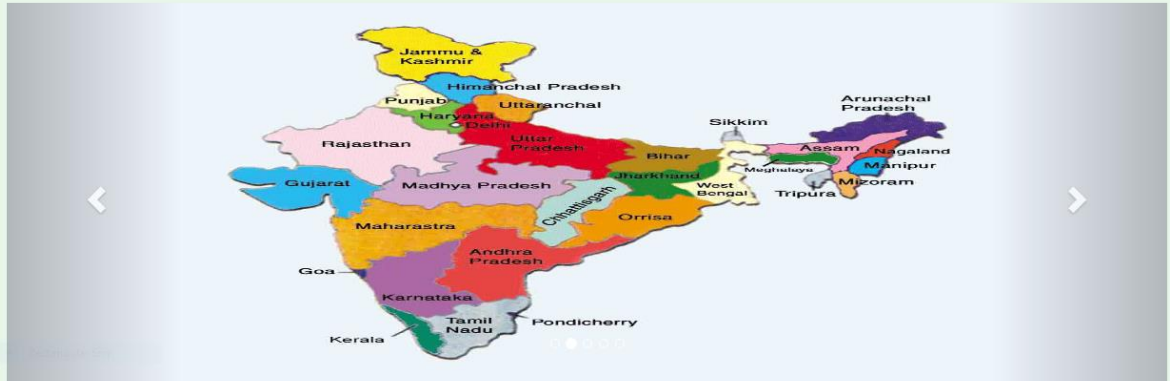 Jammu &
Kashmir
Himanchal Pradesh
Punjab
Uttaranchal
Haryana
Delhi
Arunachal
Pradesh
Sikkim
Rajasthan
Uttar
Pradesh
Bihar
Assam
Nagaland
Meghalaya
Manipur
Gujarat
Madhya Pradesh
Jharkhand
West
Bengal
Tripura
Mizoram
Chhattisgarh
Orrisa
Maharastra
Andhra
Pradesh
Goa
Karnataka
Tamil
Nadu
Pondicherry
Kerala